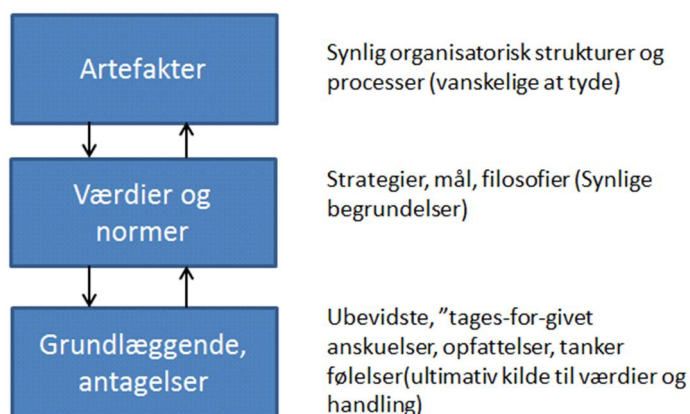 Artefakter
Synlig organisatorisk strukturer og
processer (vanskelige at tyde)
Værdier og
normer
Strategier, mål, filosofier (Synlige
begrundelser)
Grundlæggende,
antagelser
Ubevidste, ”tages-for-givet
anskuelser, opfattelser, tanker
følelser(ultimativ kilde til værdier og
handling)